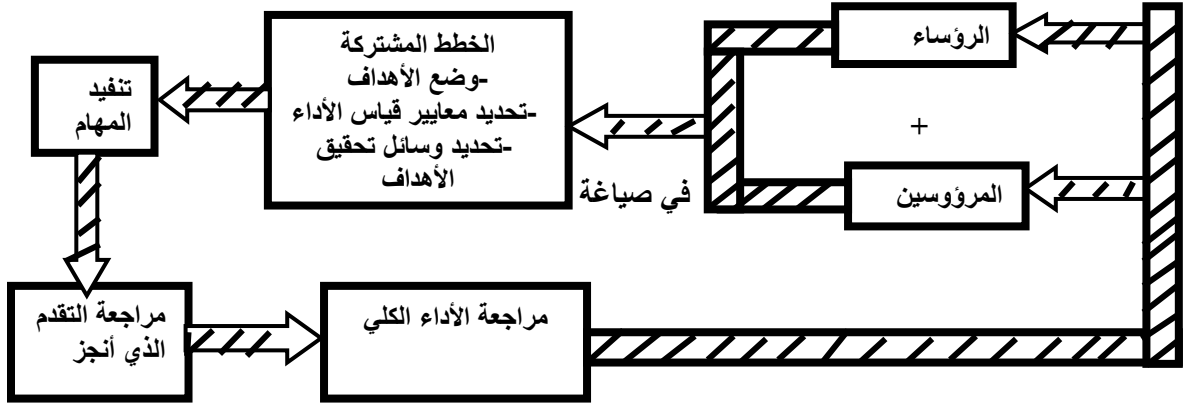 الرؤساء
+
المرؤوسين
في صياغة
الخطط المشتركة
-وضع الأهداف
-تحديد معايير قياس الأداء
-تحديد وسائل تحقيق
الأهداف
تنفيد
المهام
مراجعة التقدم
الذي أنجز
مراجعة الأداء الكلي